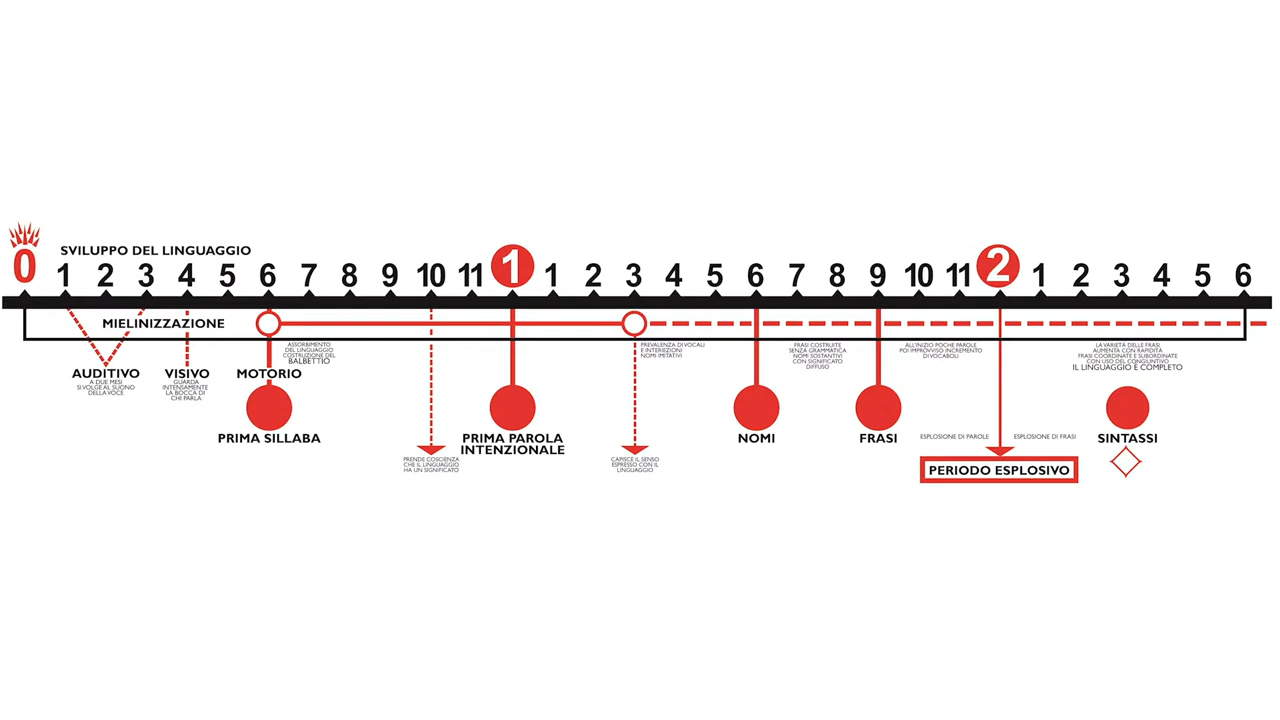 SVILUPPO DEL LINGUAGGIO
0 1 2 3 4 5 6 7 8 9 10 11 1 1 2 3 4 5 6 7 8 9 10 11 2 1 2 3 4 5 6
MIELINIZZAZIONE
AUDITIVO
A DUE MESI
SI VOLGE AL SUONO
DELLA VOCE
VISIVO
GUARDA
INTENSAMENTE
LA BOCCA DI
CHI PARLA
ASSORBIMENTO
DEL LINGUAGGIO
COSTRUZIONE DEL
BALBETTIO
MOTORIO
PRIMA SILLABA
PRENDE COSCIENZA
CHE IL LINGUAGGIO
HA UN SIGNIFICATO
PRIMA PAROLA
INTENZIONALE
PREVALENZA DI VOCALI
E INTERIEZIONI
NOMI IMITATIVI
CAPISCE IL SENSO
ESPRESSO CON IL
LINGUAGGIO
NOMI
FRASI COSTRUITE
SENZA GRAMMATICA
NOMI SOSTANTIVI
CON SIGNIFICATO
DIFFUSO
FRASI
ALL'INIZIO POCHE PAROLE
POI IMPROVVISO INCREMENTO
DI VOCABOLI
ESPLOSIONE DI PAROLE
ESPLOSIONE DI FRASI
PERIODO ESPLOSIVO
LA VARIETÀ DELLE FRASI
AUMENTA CON RAPIDITÀ
FRASI COORDINATE E SUBORDINATE
CON USO DEL CONGIUNTIVO
IL LINGUAGGIO E COMPLETO
SINTASSI